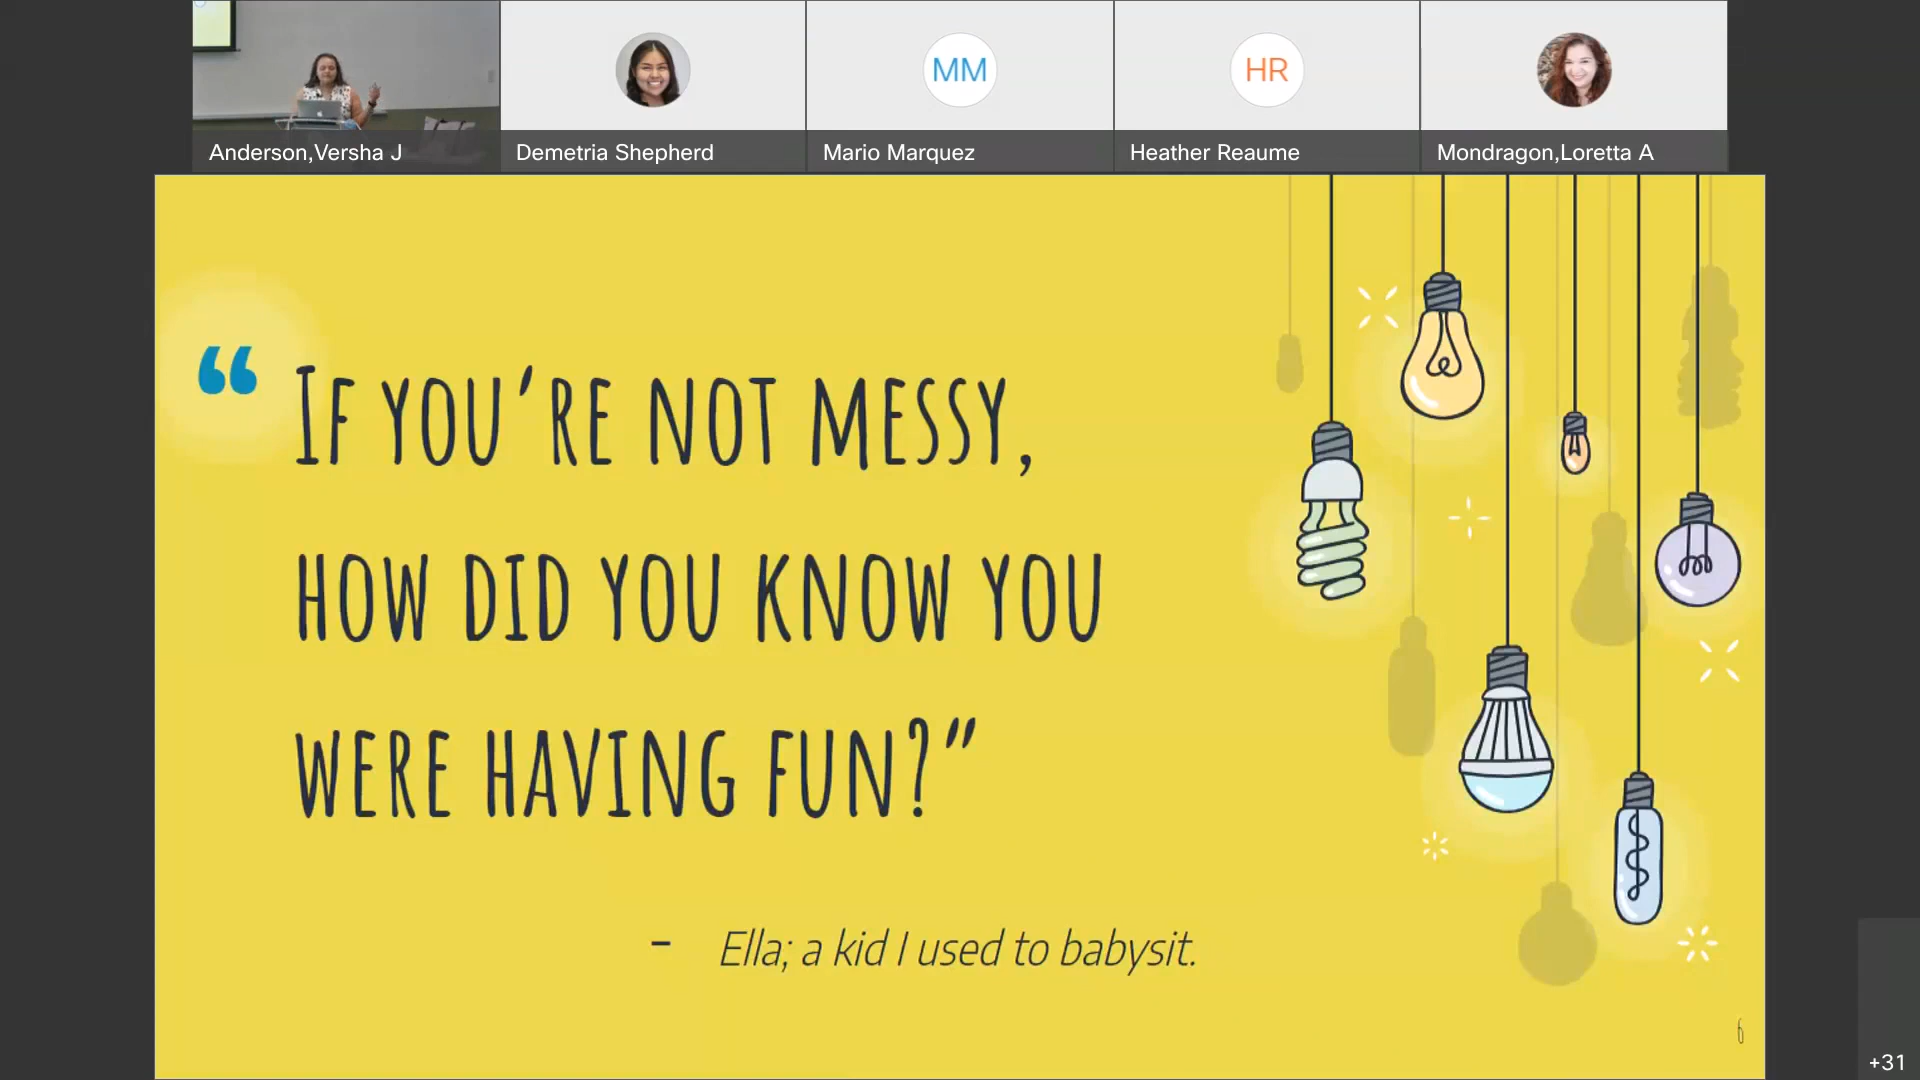 MM
HR
Anderson,Versha J
Demetria Shepherd
Mario Marquez
Heather Reaume
Mondragon,Loretta A
“ If you’re not messy,
how did you know you
were having fun?”
- Ella; a kid I used to babysit.
6
+31